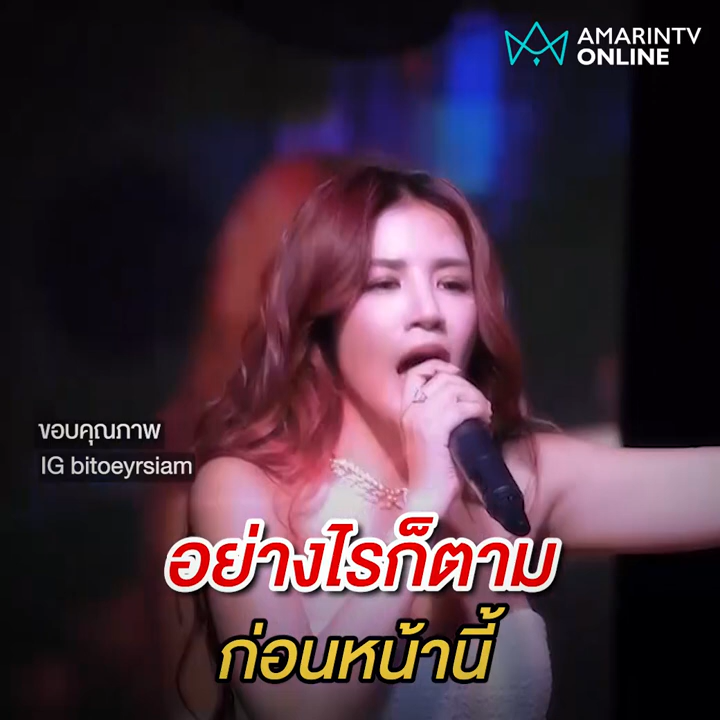 AMARINTV
ONLINE
ขอบคุณภาพ
IG bitoeyrsiam
อย่างไรก็ตาม
ก่อนหน้านี้